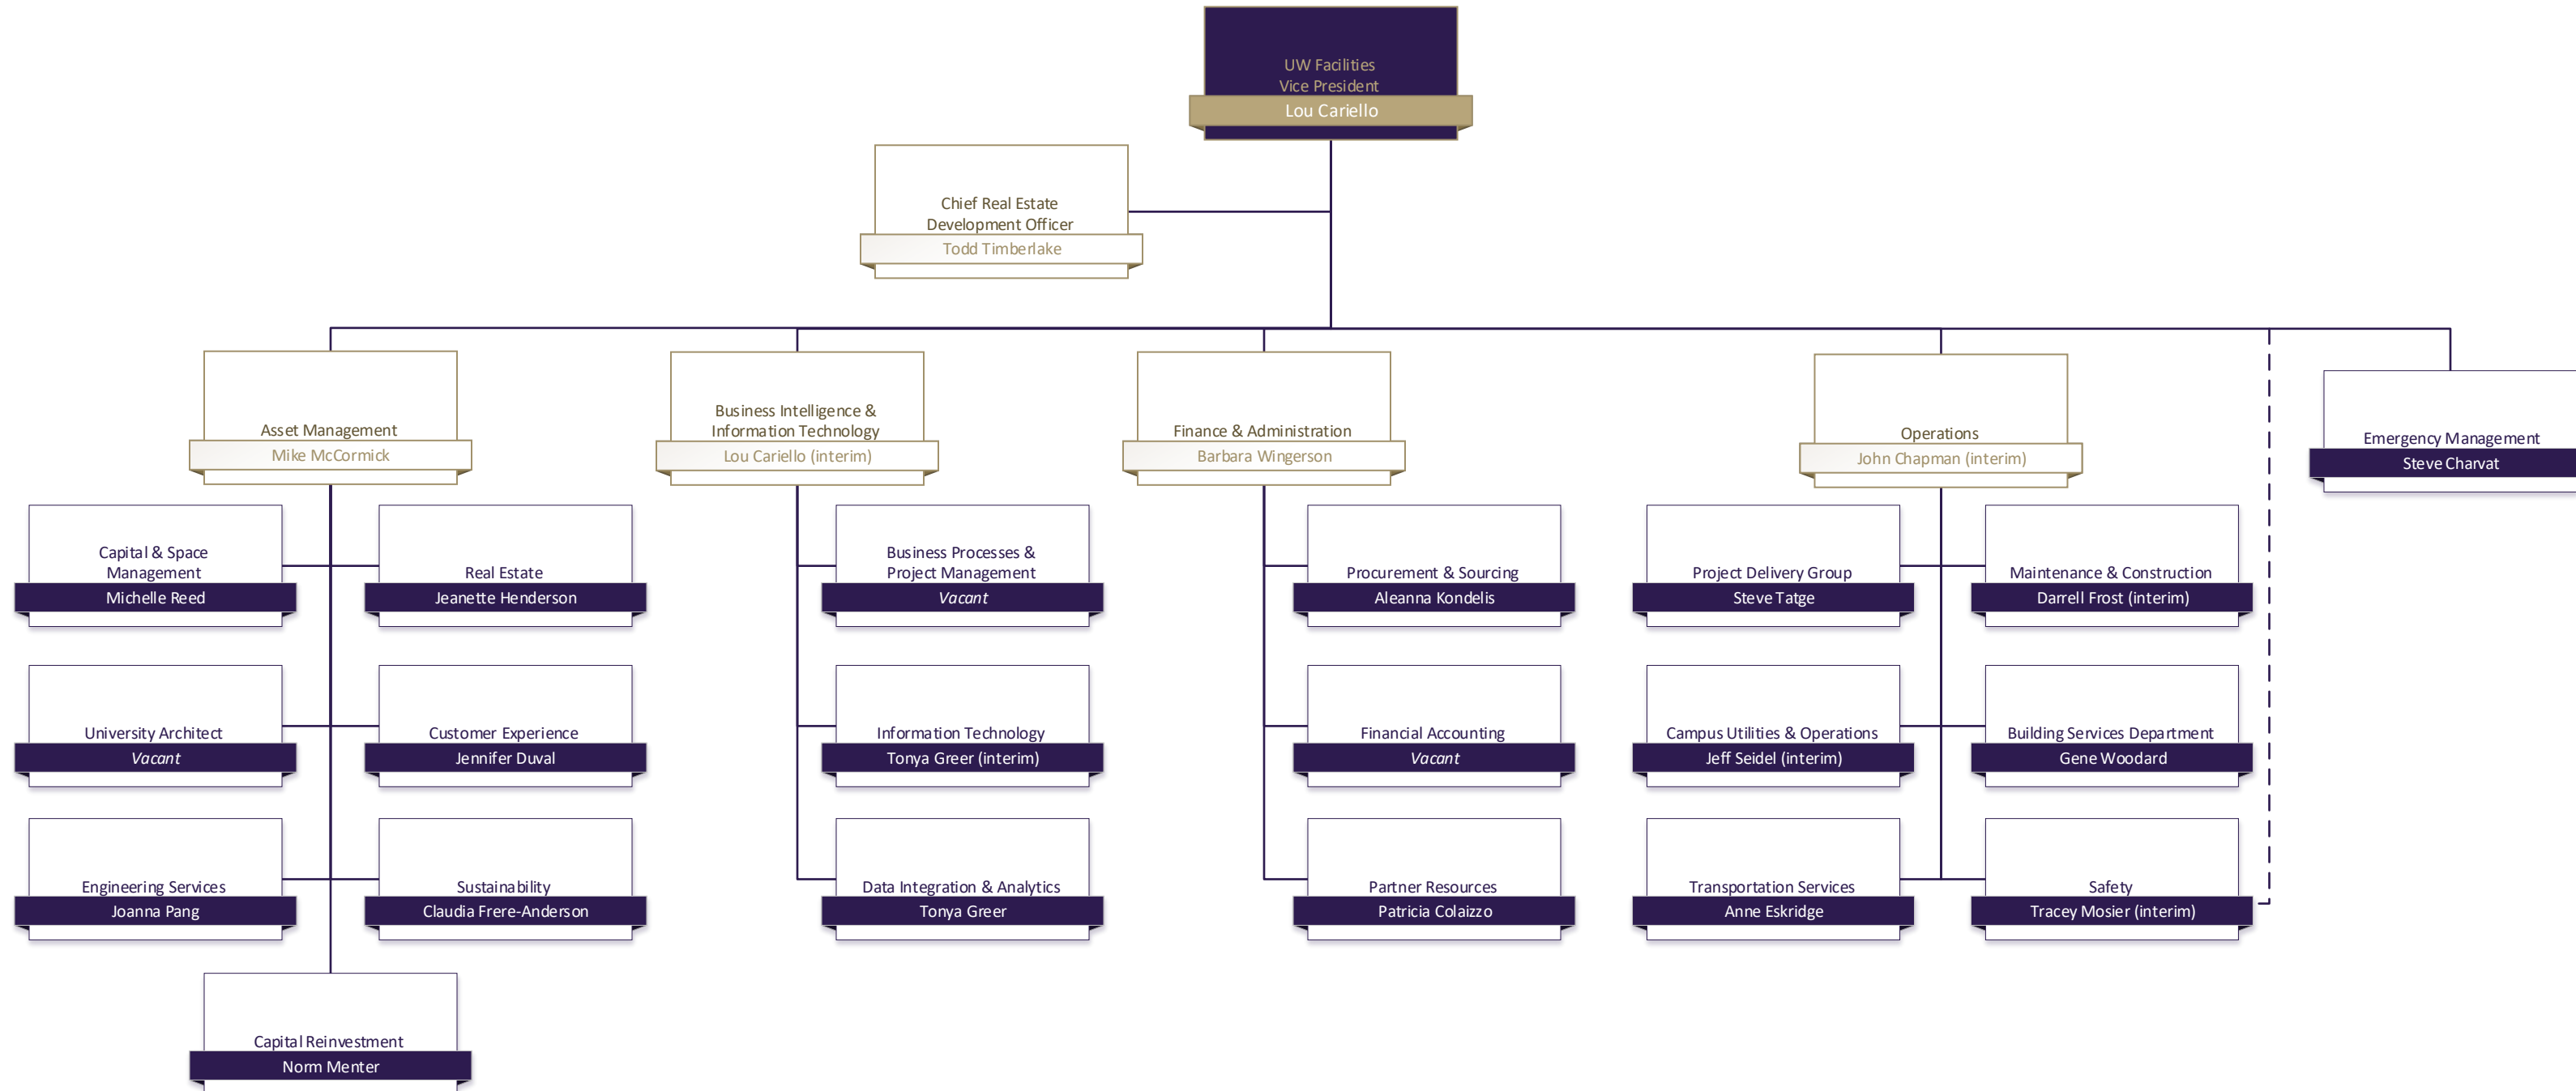 UW Facilities
Vice President
Lou Cariello
Chief Real Estate
Development Officer
Todd Timberlake
Asset Management
Mike McCormick
Business Intelligence &
Information Technology
Lou Cariello (interim)
Finance & Administration
Barbara Wingerson
Operations
John Chapman (interim)
Emergency Management
Steve Charvat
Capital & Space
Management
Michelle Reed
Real Estate
Jeanette Henderson
Business Processes &
Project Management
Vacant
Procurement & Sourcing
Aleanna Kondelis
Project Delivery Group
Steve Tatge
Maintenance & Construction
Darrell Frost (interim)
University Architect
Vacant
Customer Experience
Jennifer Duval
Information Technology
Tonya Greer (interim)
Financial Accounting
Vacant
Campus Utilities & Operations
Jeff Seidel (interim)
Building Services Department
Gene Woodard
Engineering Services
Joanna Pang
Sustainability
Claudia Frere-Anderson
Data Integration & Analytics
Tonya Greer
Partner Resources
Patricia Colaizzo
Transportation Services
Anne Eskridge
Safety
Tracey Mosier (interim)
Capital Reinvestment
Norm Menter